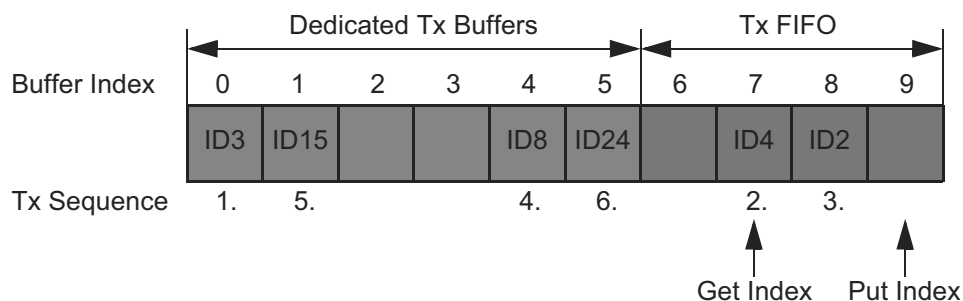 Dedicated Tx Buffers Tx FIFO
Buffer Index 0 1 2 3 4 5 6 7 8 9
ID3 ID15 ID8 ID24 ID4 ID2
Tx Sequence 1. 5. 4. 6. 2. 3.
Get Index Put Index